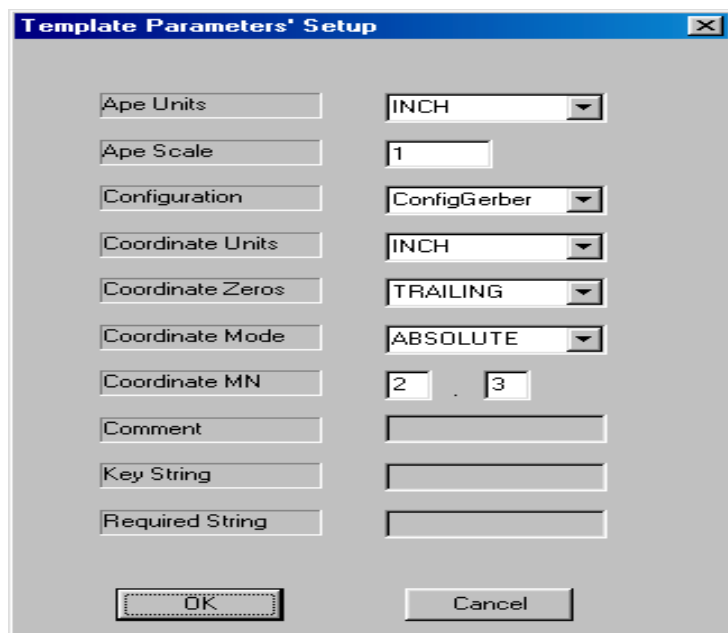 Template Parameters' Setup
Ape Units INCH
Ape Scale 1
Configuration ConfigGerber
Coordinate Units INCH
Coordinate Zeros TRAILING
Coordinate Mode ABSOLUTE
Coordinate MN 2 . 3
Comment
Key String
Required String
OK Cancel